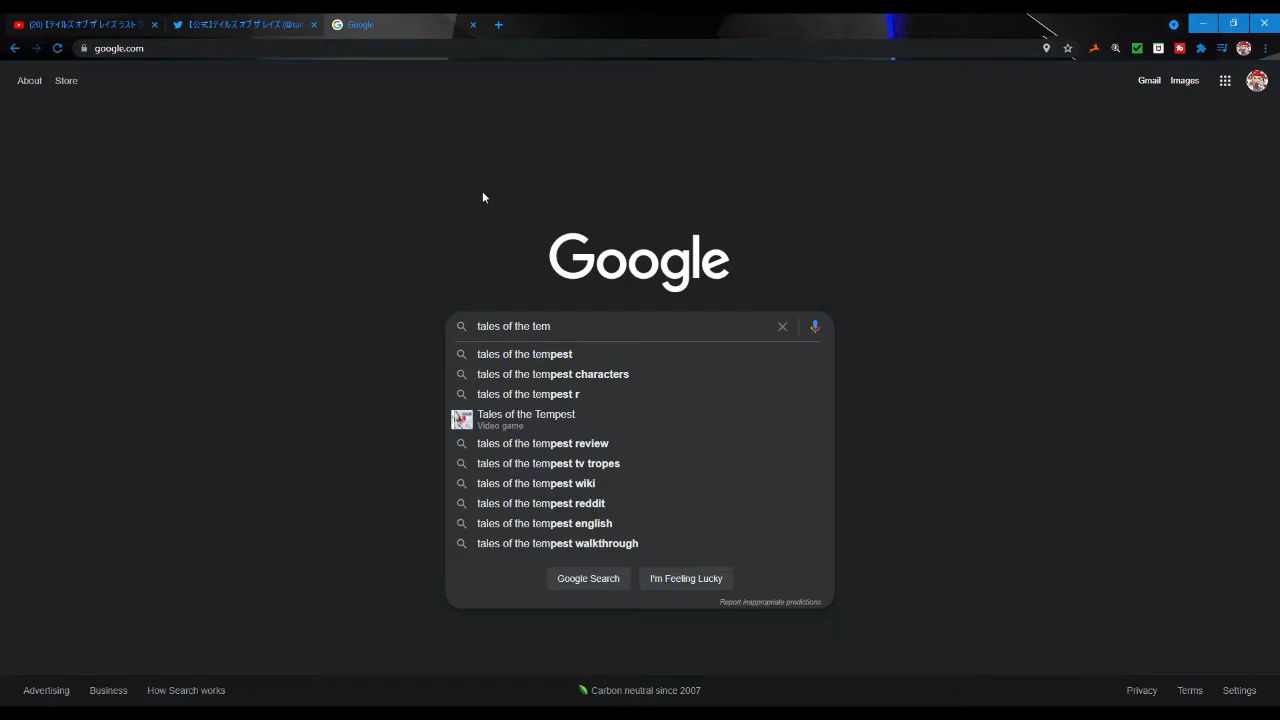 (20) 【テイルズ オブ ザ レイズ ラスト ク
【公式】テイルズ オブ ザ レイズ (@tale
Google
google.com
About
Store
Gmail
Images
Google
tales of the tem
tales of the tempest
tales of the tempest characters
tales of the tempest r
Tales of the Tempest
Video game
tales of the tempest review
tales of the tempest tv tropes
tales of the tempest wiki
tales of the tempest reddit
tales of the tempest english
tales of the tempest walkthrough
Google Search
I'm Feeling Lucky
Report inappropriate predictions
Advertising
Business
How Search works
Carbon neutral since 2007
Privacy
Terms
Settings